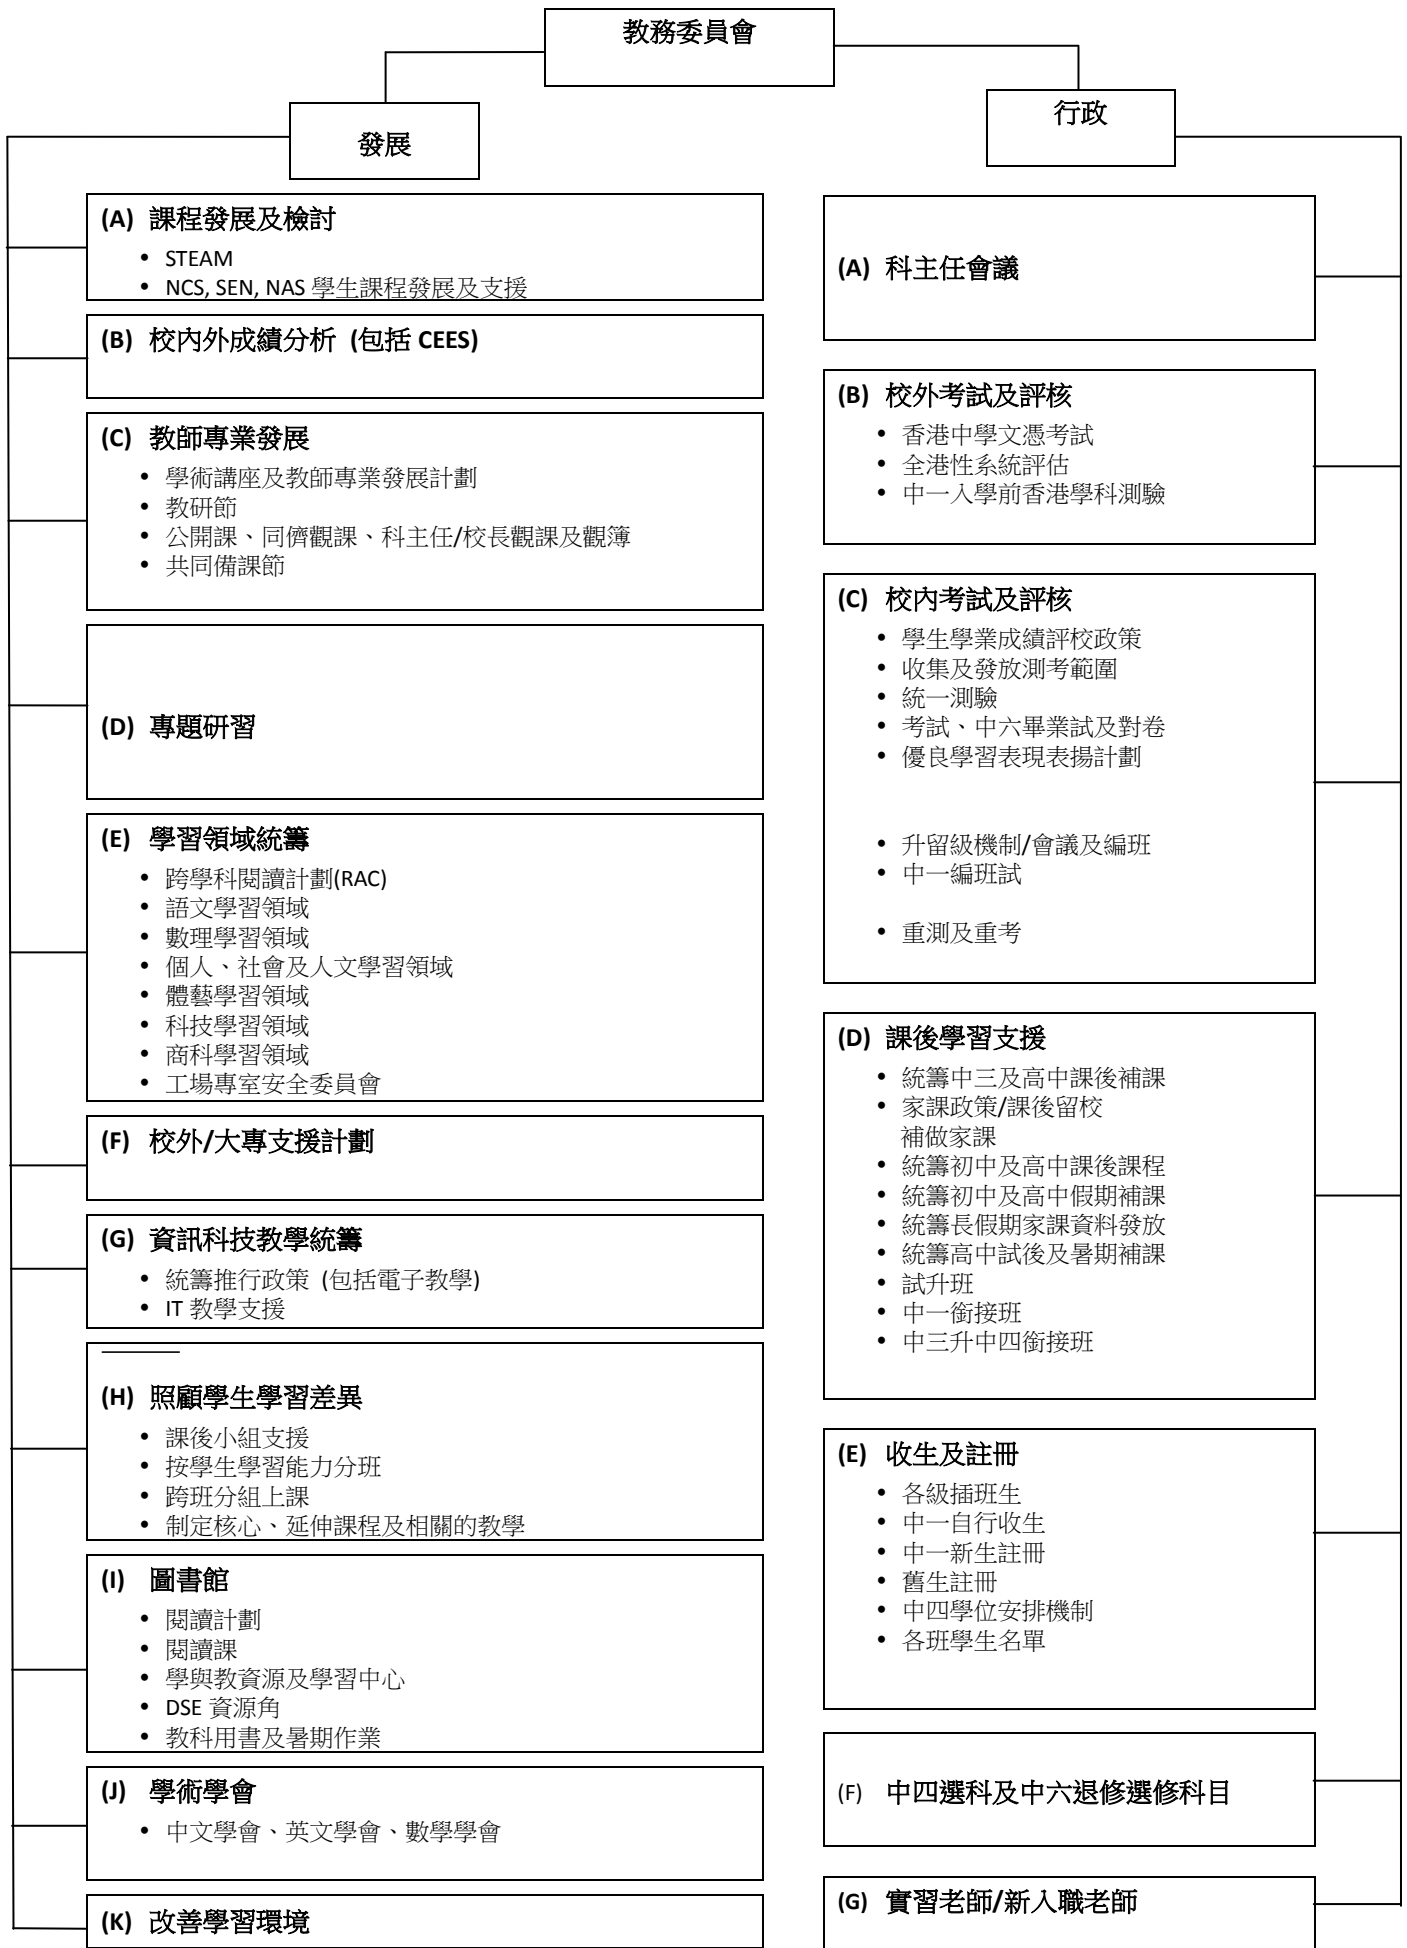 教務委員會
發展
行政
(A) 課程發展及檢討
• STEAM
• NCS, SEN, NAS 學生課程發展及支援
(B) 校內外成績分析 (包括 CEES)
(C) 教師專業發展
• 學術講座及教師專業發展計劃
• 教研節
• 公開課、同儕觀課、科主任/校長觀課及觀簿
• 共同備課節
(D) 專題研習
(E) 學習領域統籌
• 跨學科閱讀計劃(RAC)
• 語文學習領域
• 數理學習領域
• 個人、社會及人文學習領域
• 體藝學習領域
• 科技學習領域
• 商科學習領域
• 工場專室安全委員會
(F) 校外/大專支援計劃
(G) 資訊科技教學統籌
• 統籌推行政策 (包括電子教學)
• IT 教學支援
(H) 照顧學生學習差異
• 課後小組支援
• 按學生學習能力分班
• 跨班分組上課
• 制定核心、延伸課程及相關的教學
(I) 圖書館
• 閱讀計劃
• 閱讀課
• 學與教資源及學習中心
• DSE 資源角
• 教科用書及暑期作業
(J) 學術學會
• 中文學會、英文學會、數學學會
(K) 改善學習環境
(A) 科主任會議
(B) 校外考試及評核
• 香港中學文憑考試
• 全港性系統評估
• 中一入學前香港學科測驗
(C) 校內考試及評核
• 學生學業成績評校政策
• 收集及發放測考範圍
• 統一測驗
• 考試、中六畢業試及對卷
• 優良學習表現表揚計劃
• 升留級機制/會議及编班
• 中一編班試
• 重測及重考
(D) 課後學習支援
• 統籌中三及高中課後補課
• 家課政策/課後留校
補做家課
• 統籌初中及高中課後課程
• 統籌初中及高中假期補課
• 統籌長假期家課資料發放
• 統籌高中試後及暑期補課
• 試升班
• 中一銜接班
• 中三升中四銜接班
(E) 收生及註冊
• 各級插班生
• 中一自行收生
• 中一新生註冊
• 舊生註冊
• 中四學位安排機制
• 各班學生名單
(F) 中四選科及中六退修選修科目
(G) 實習老師/新入職老師